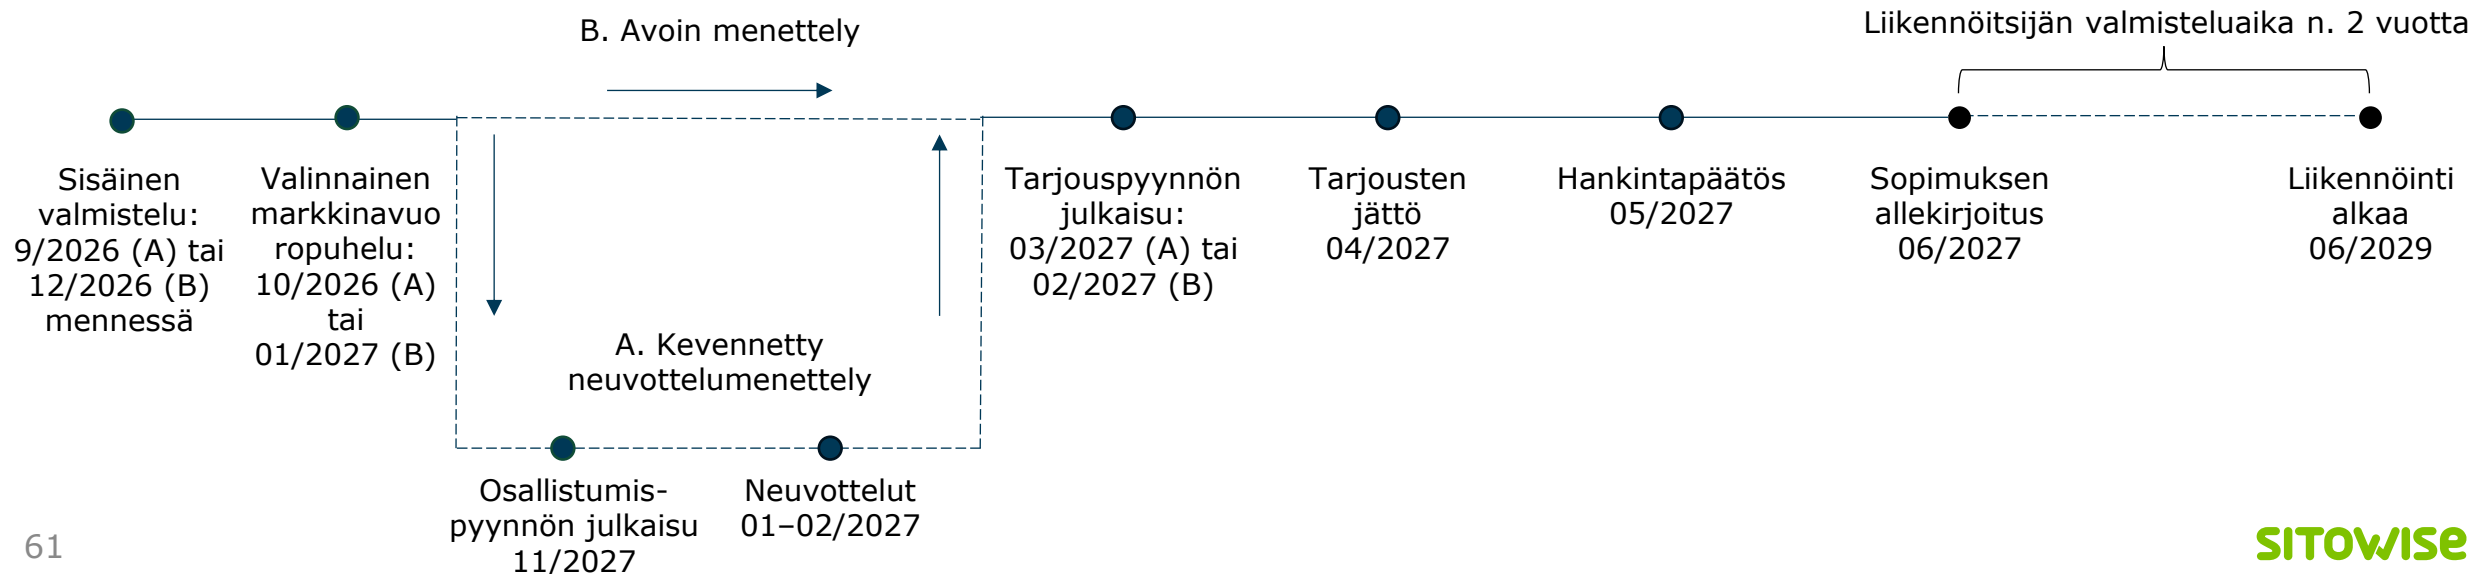 B. Avoin menettely
Liikennöitsijän valmisteluaika n. 2 vuotta
Sisäinen
valmistelu:
9/2026 (A) tai
12/2026 (B)
mennessä
Valinnainen
markkinavuo
ropuhelu:
10/2026 (A)
tai
01/2027 (B)
A. Kevennetty
neuvottelumenettely
Osallistumis-
pyynnön julkaisu
11/2027
Neuvottelut
01–02/2027
Tarjouspyynnön
julkaisu:
03/2027 (A) tai
02/2027 (B)
Tarjousten
jättö
04/2027
Hankintapäätös
05/2027
Sopimuksen
allekirjoitus
06/2027
Liikennöinti
alkaa
06/2029
61
SITOWISE